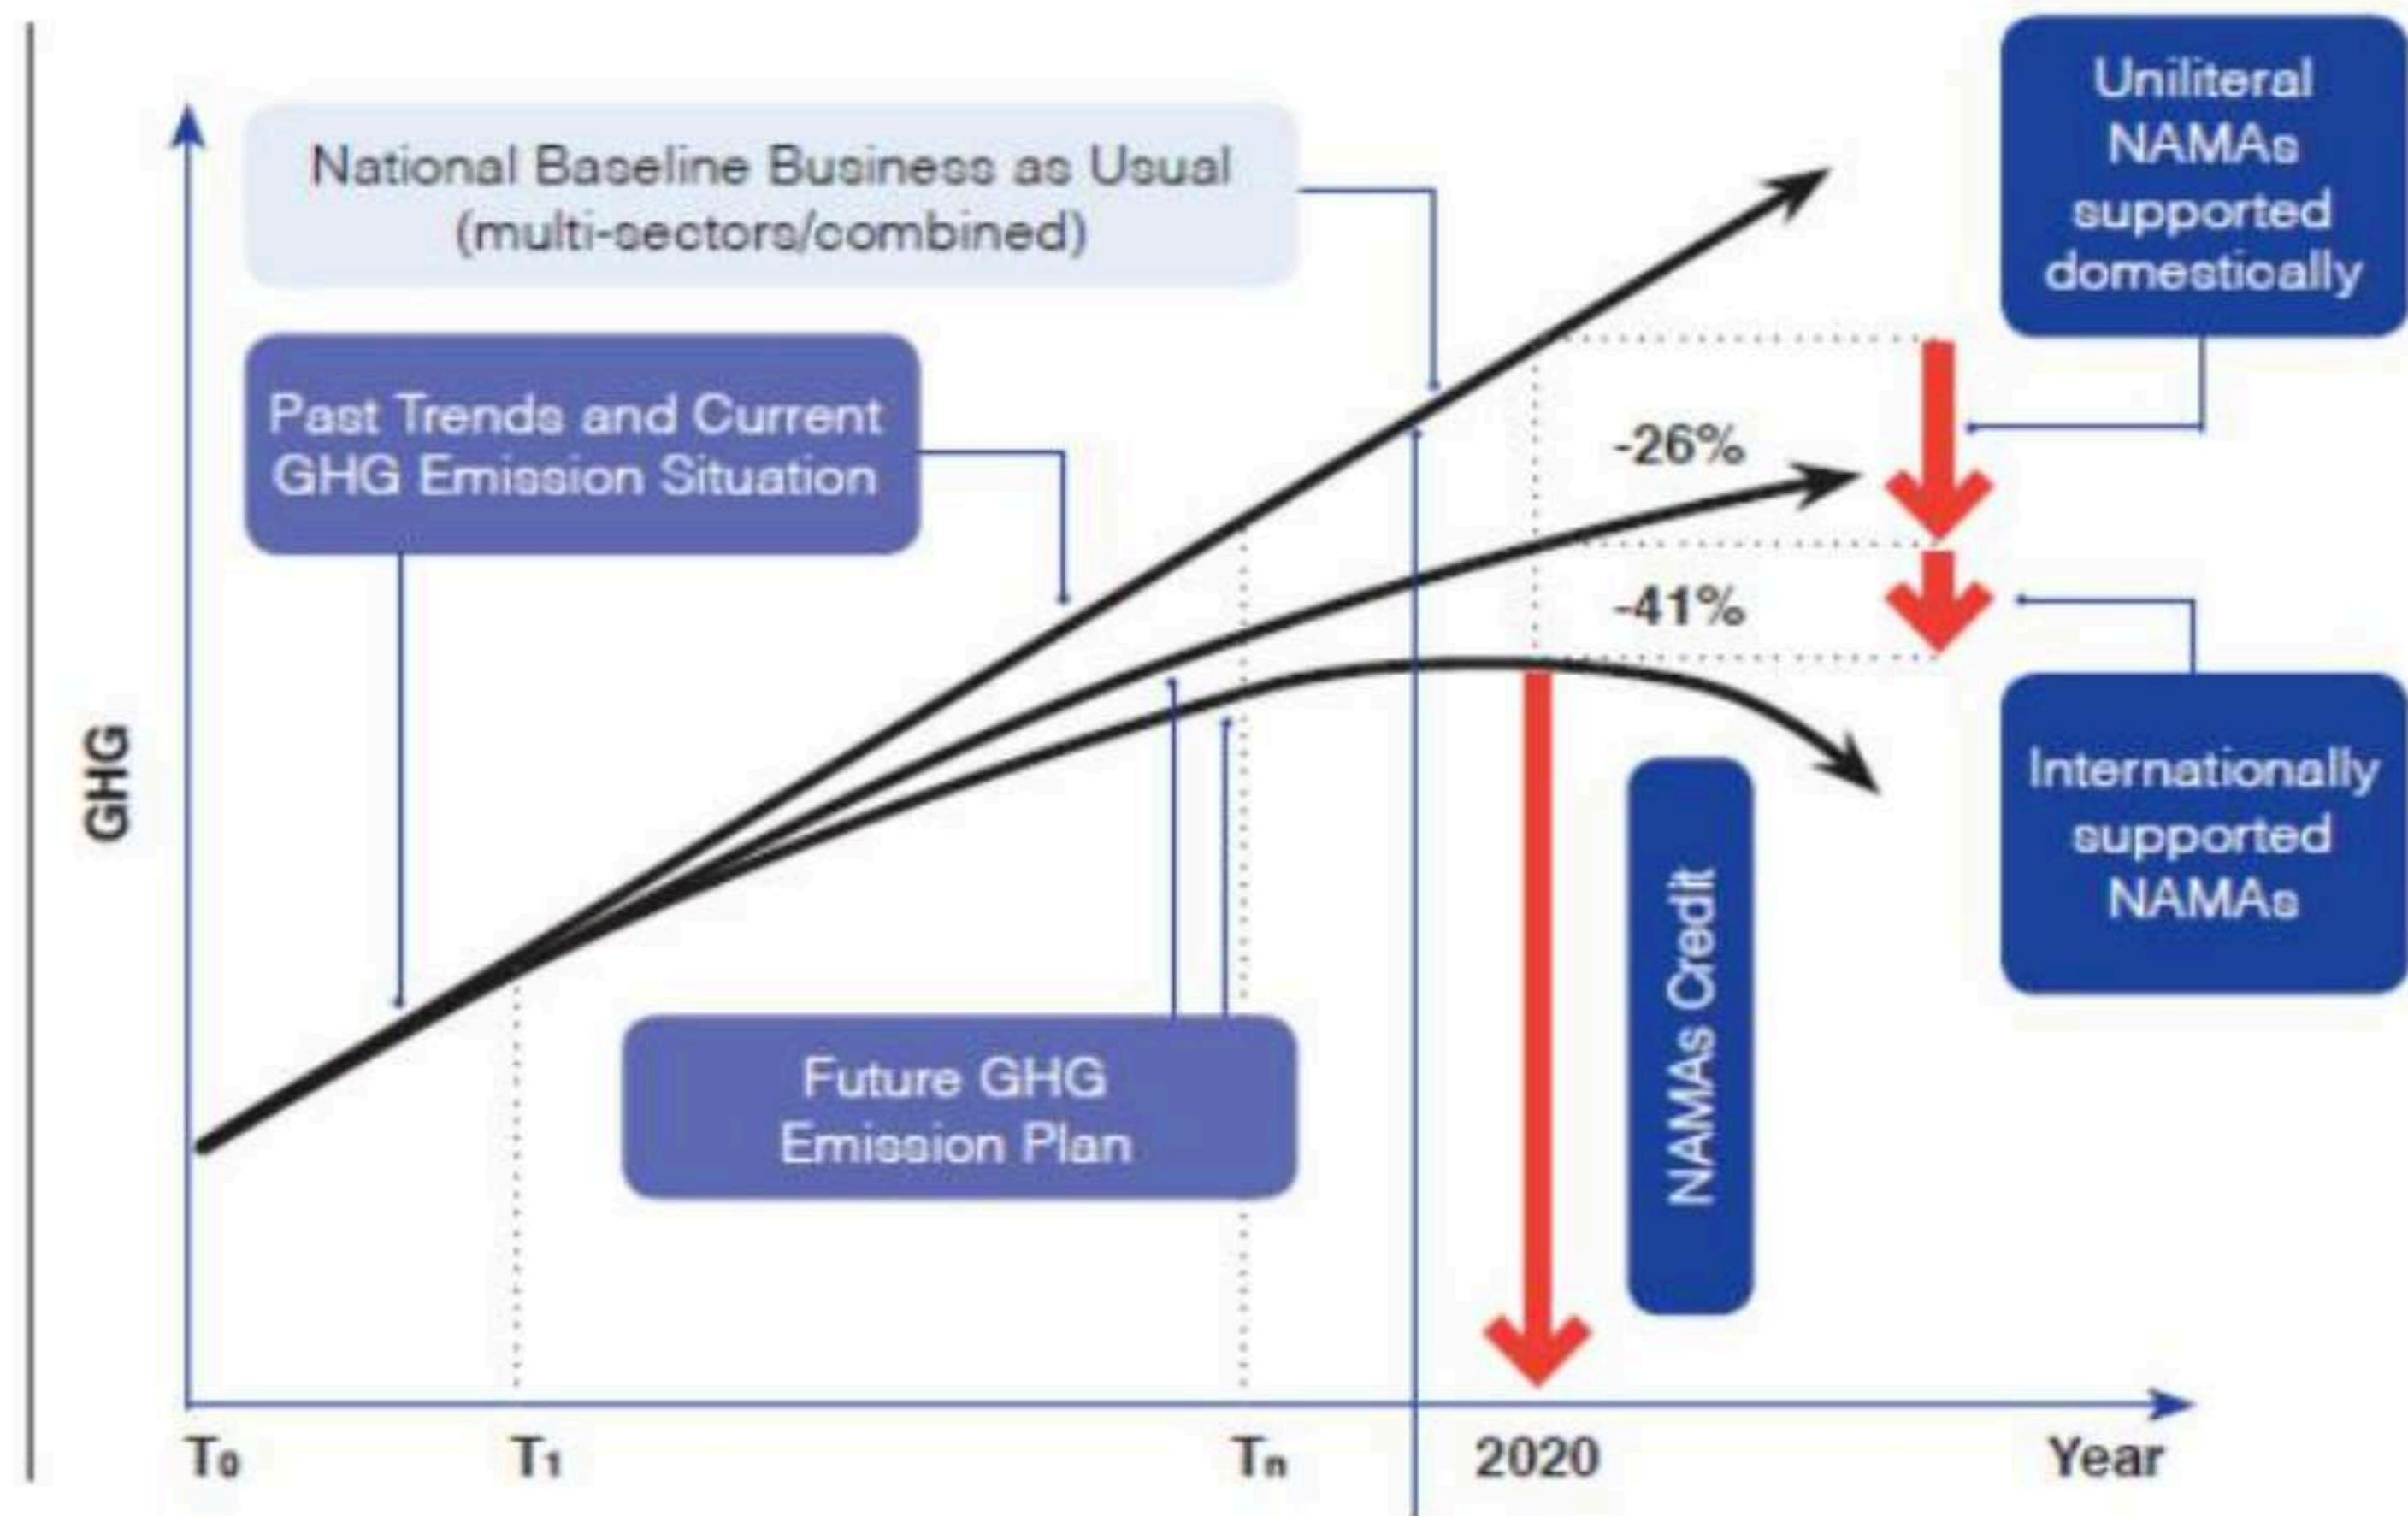 Uniliteral
NAMAs
supported
domestically
National Baseline Business as Usual
(multi-sectors/combined)
Past Trends and Current
GHG Emission Situation
-26%
-41%
GHG
Internationally
supported
NAMAs
NAMAs Credit
Future GHG
Emission Plan
T0
T1
Tn
2020
Year